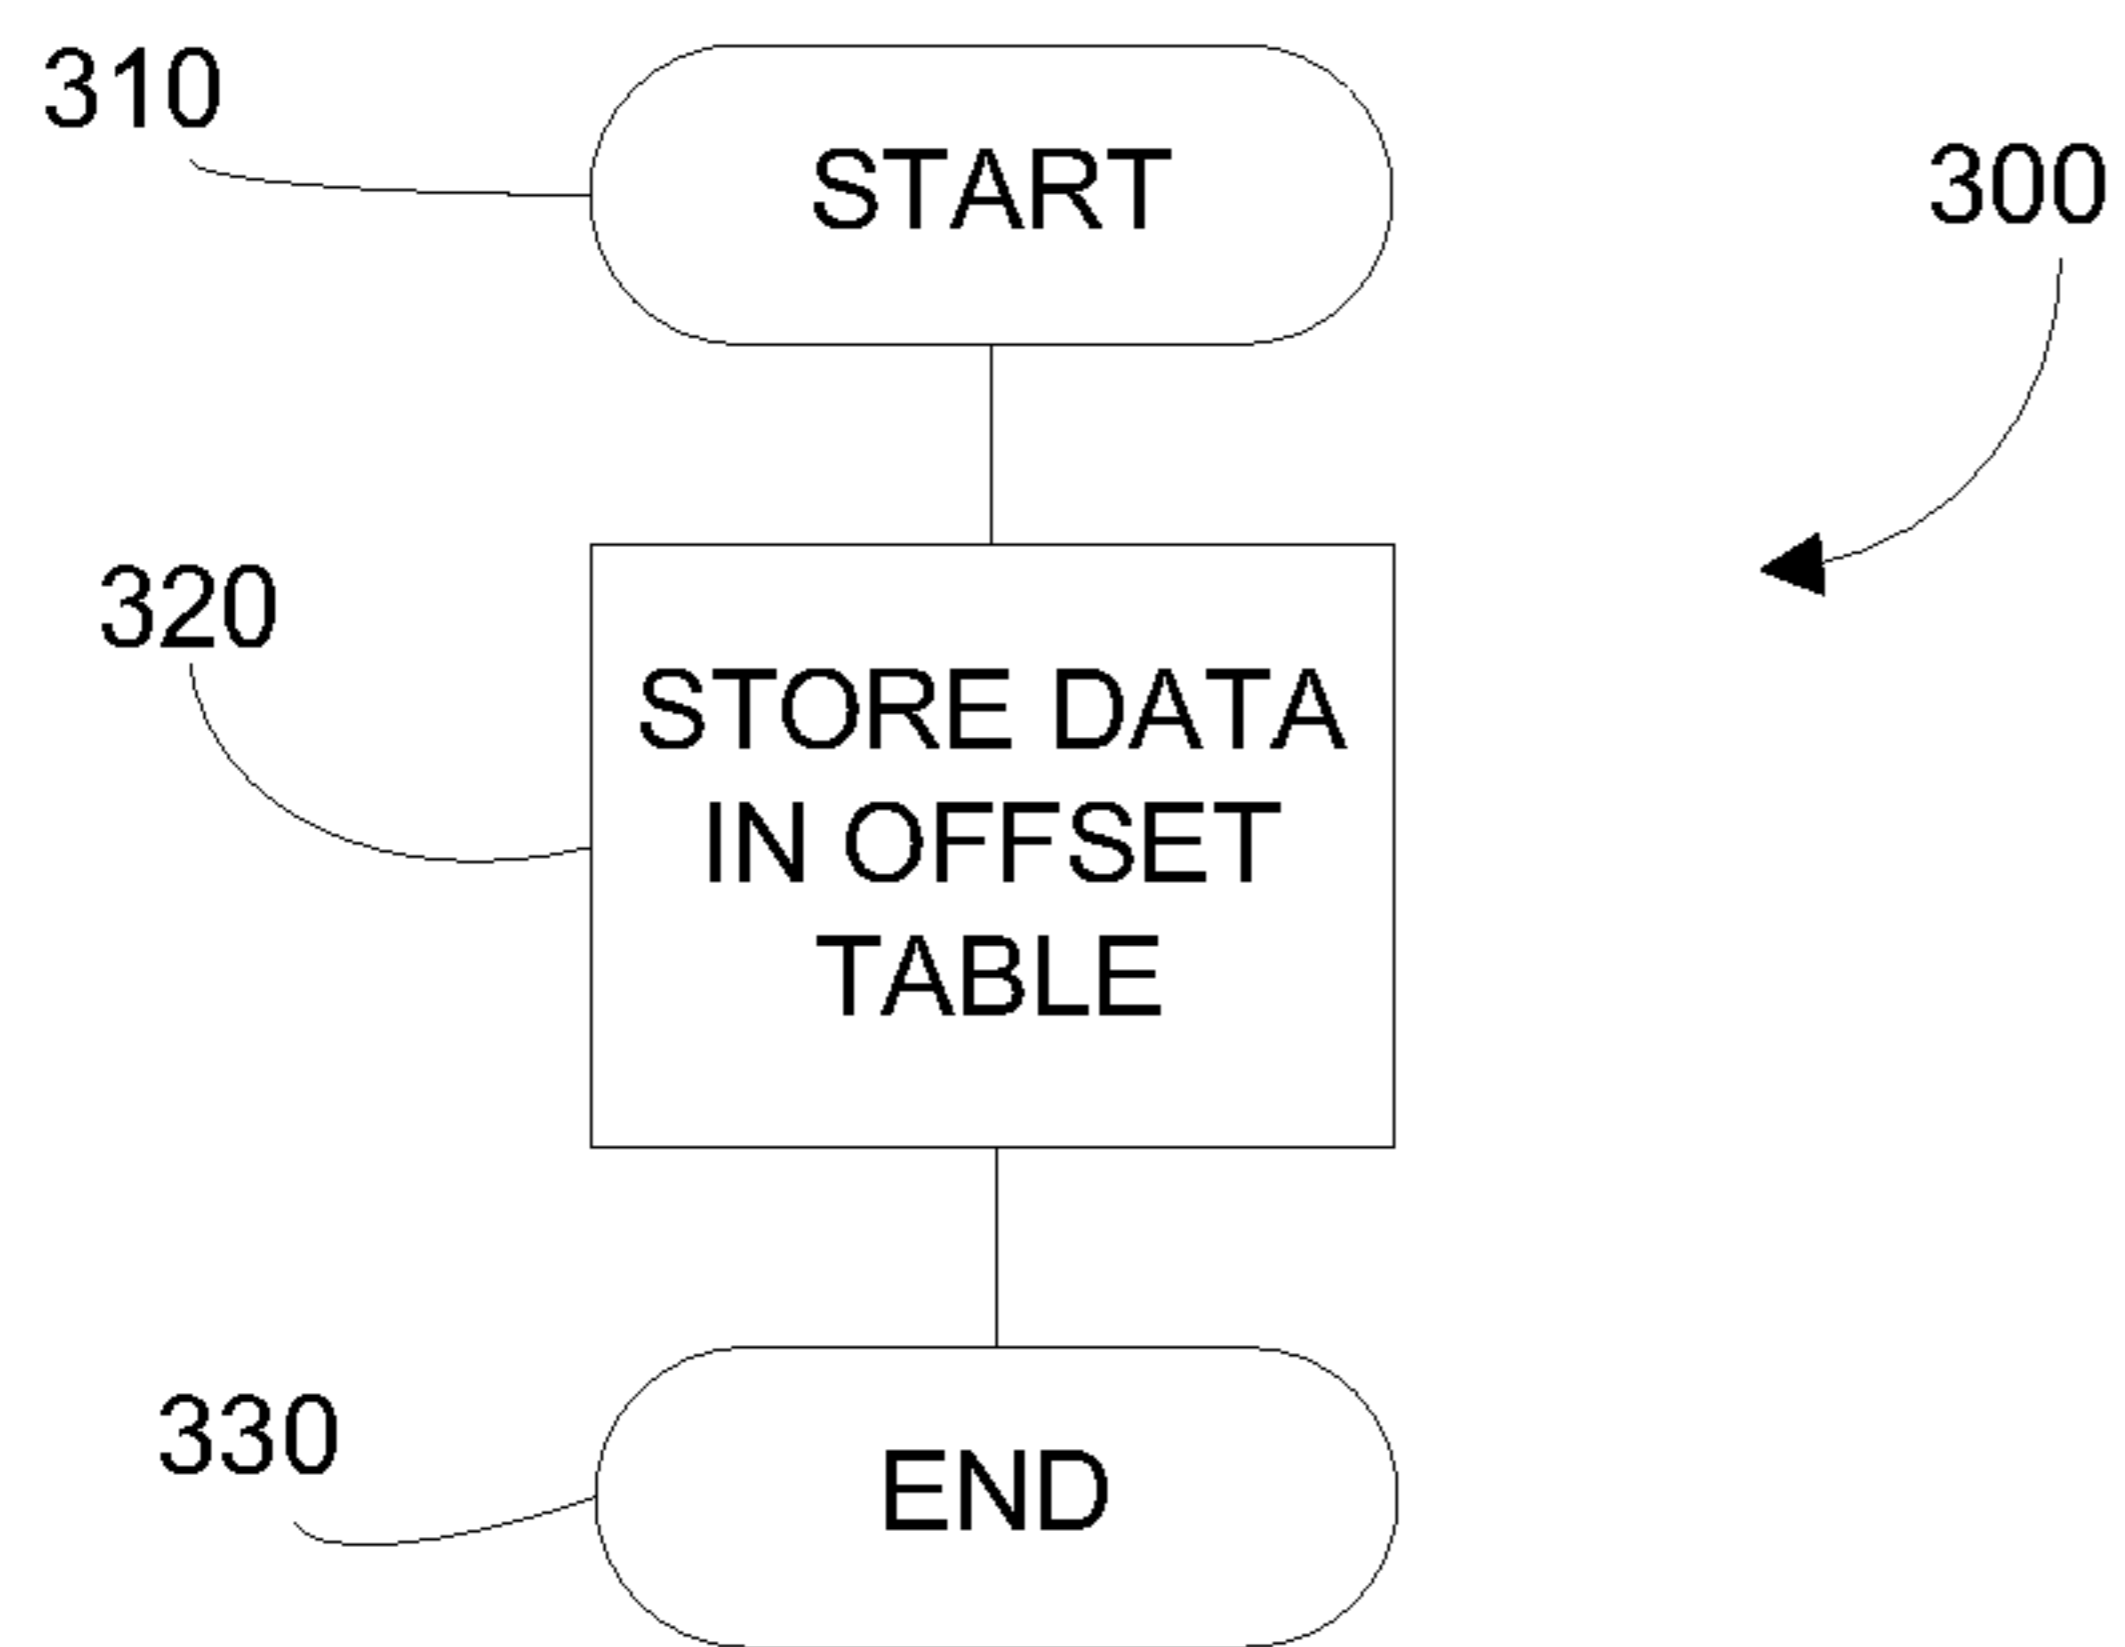 310
START
300
320
STORE DATA
IN OFFSET
TABLE
330
END